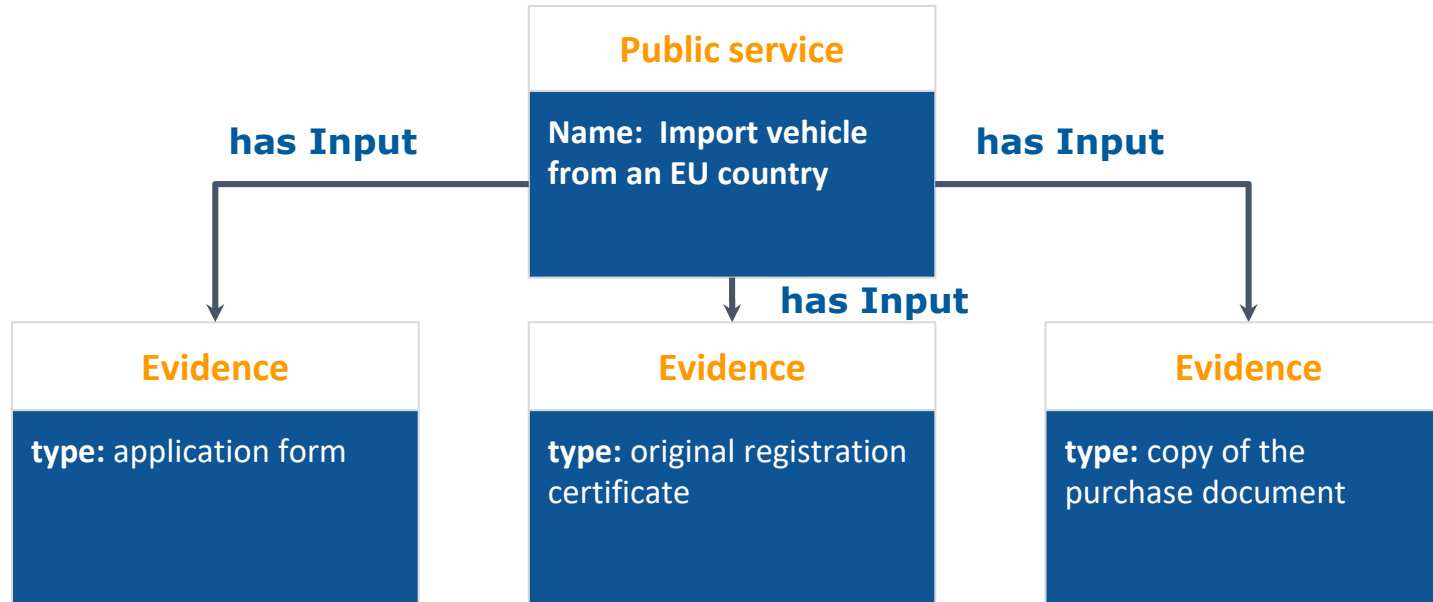 Public service
Name: Import vehicle
from an EU country
has Input
has Input
has Input
Evidence
type: application form
Evidence
type: original registration
certificate
Evidence
type: copy of the
purchase document